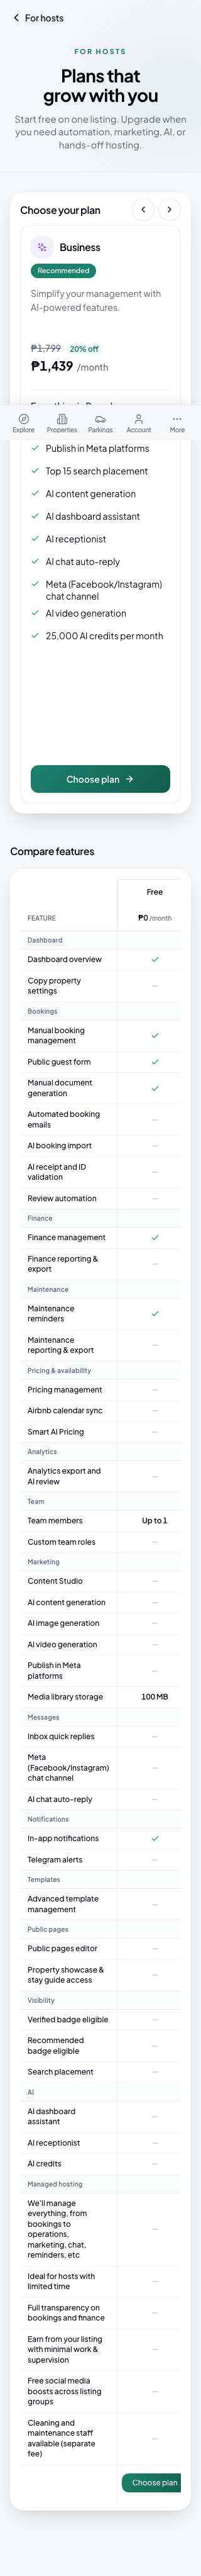 For hosts
FOR HOSTS
Plans that
grow with you
Start free on one listing. Upgrade when
you need automation, marketing, AI, or
hands-off hosting.
Choose your plan
Business
Recommended
Simplify your management with
AI-powered features.
₱1,799 20% off
₱1,439 /month
Explore Properties Parkings Account More
Publish in Meta platforms
Top 15 search placement
AI content generation
AI dashboard assistant
AI receptionist
AI chat auto-reply
Meta (Facebook/Instagram)
chat channel
AI video generation
25,000 AI credits per month
Choose plan
Compare features
Free
FEATURE ₱0 /month
Dashboard
Dashboard overview
Copy property
settings
Bookings
Manual booking
management
Public guest form
Manual document
generation
Automated booking
emails
AI booking import
AI receipt and ID
validation
Review automation
Finance
Finance management
Finance reporting &
export
Maintenance
Maintenance
reminders
Maintenance
reporting & export
Pricing & availability
Pricing management
Airbnb calendar sync
Smart AI Pricing
Analytics
Analytics export and
AI review
Team
Team members Up to 1
Custom team roles
Marketing
Content Studio
AI content generation
AI image generation
AI video generation
Publish in Meta
platforms
Media library storage 100 MB
Messages
Inbox quick replies
Meta
(Facebook/Instagram)
chat channel
AI chat auto-reply
Notifications
In-app notifications
Telegram alerts
Templates
Advanced template
management
Public pages
Public pages editor
Property showcase &
stay guide access
Visibility
Verified badge eligible
Recommended
badge eligible
Search placement
AI
AI dashboard
assistant
AI receptionist
AI credits
Managed hosting
We'll manage
everything, from
bookings to
operations,
marketing, chat,
reminders, etc
Ideal for hosts with
limited time
Full transparency on
bookings and finance
Earn from your listing
with minimal work &
supervision
Free social media
boosts across listing
groups
Cleaning and
maintenance staff
available (separate
fee)
Choose plan